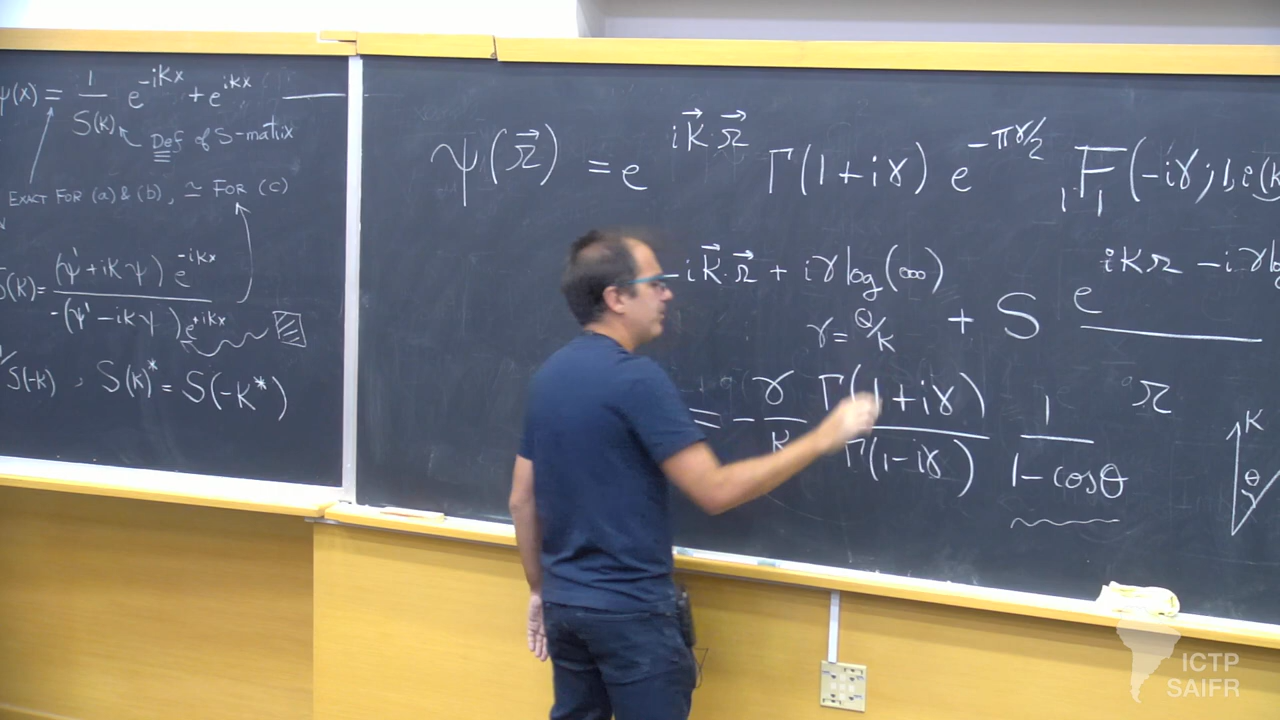 ψ(x) = 1/S(k) e^{-ikx} + e^{ikx}
Def of S-matrix
EXACT FOR (a) & (b), ≃ FOR (c)
S(k) = (ψ' + ikψ) e^{-ikx} / -(ψ' - ikψ) e^{+ikx}
1/S(-k) , S(k)^* = S(-k^*)
ψ(r⃗) = e^{ik⃗·r⃗} Γ(1+iγ) e^{-πγ/2} ₁F₁(-iγ; 1, i(k
-ik⃗·r⃗ + iγ log(∞) + S e^{ikr - iγ log
r
γ = Q/k
= - γ/k Γ(1+iγ)/Γ(1-iγ) 1/(1-cosθ)
k
θ
ICTP
SAIFR